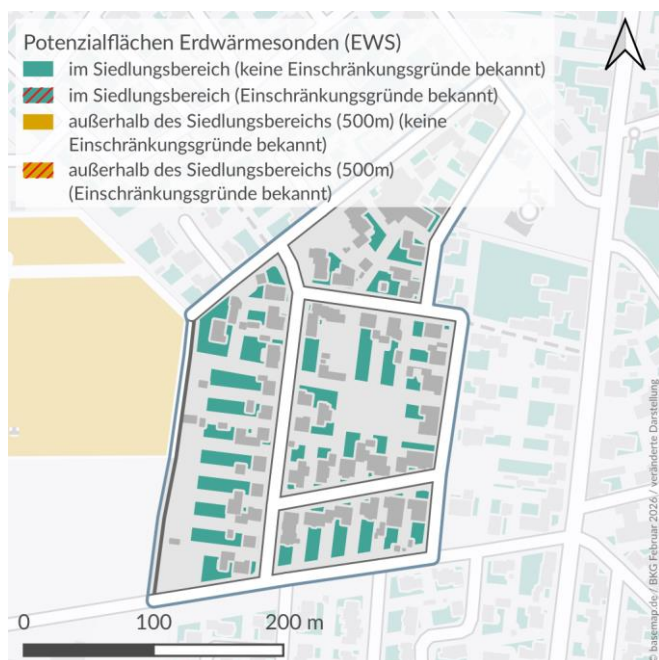 Potenzialflächen Erdwärmesonden (EWS)
im Siedlungsbereich (keine Einschränkungsgründe bekannt)
im Siedlungsbereich (Einschränkungsgründe bekannt)
außerhalb des Siedlungsbereichs (500m) (keine
Einschränkungsgründe bekannt)
außerhalb des Siedlungsbereichs (500m)
(Einschränkungsgründe bekannt)
0 100 200 m
© basemap.de / BKG Februar 2026 / veränderte Darstellung